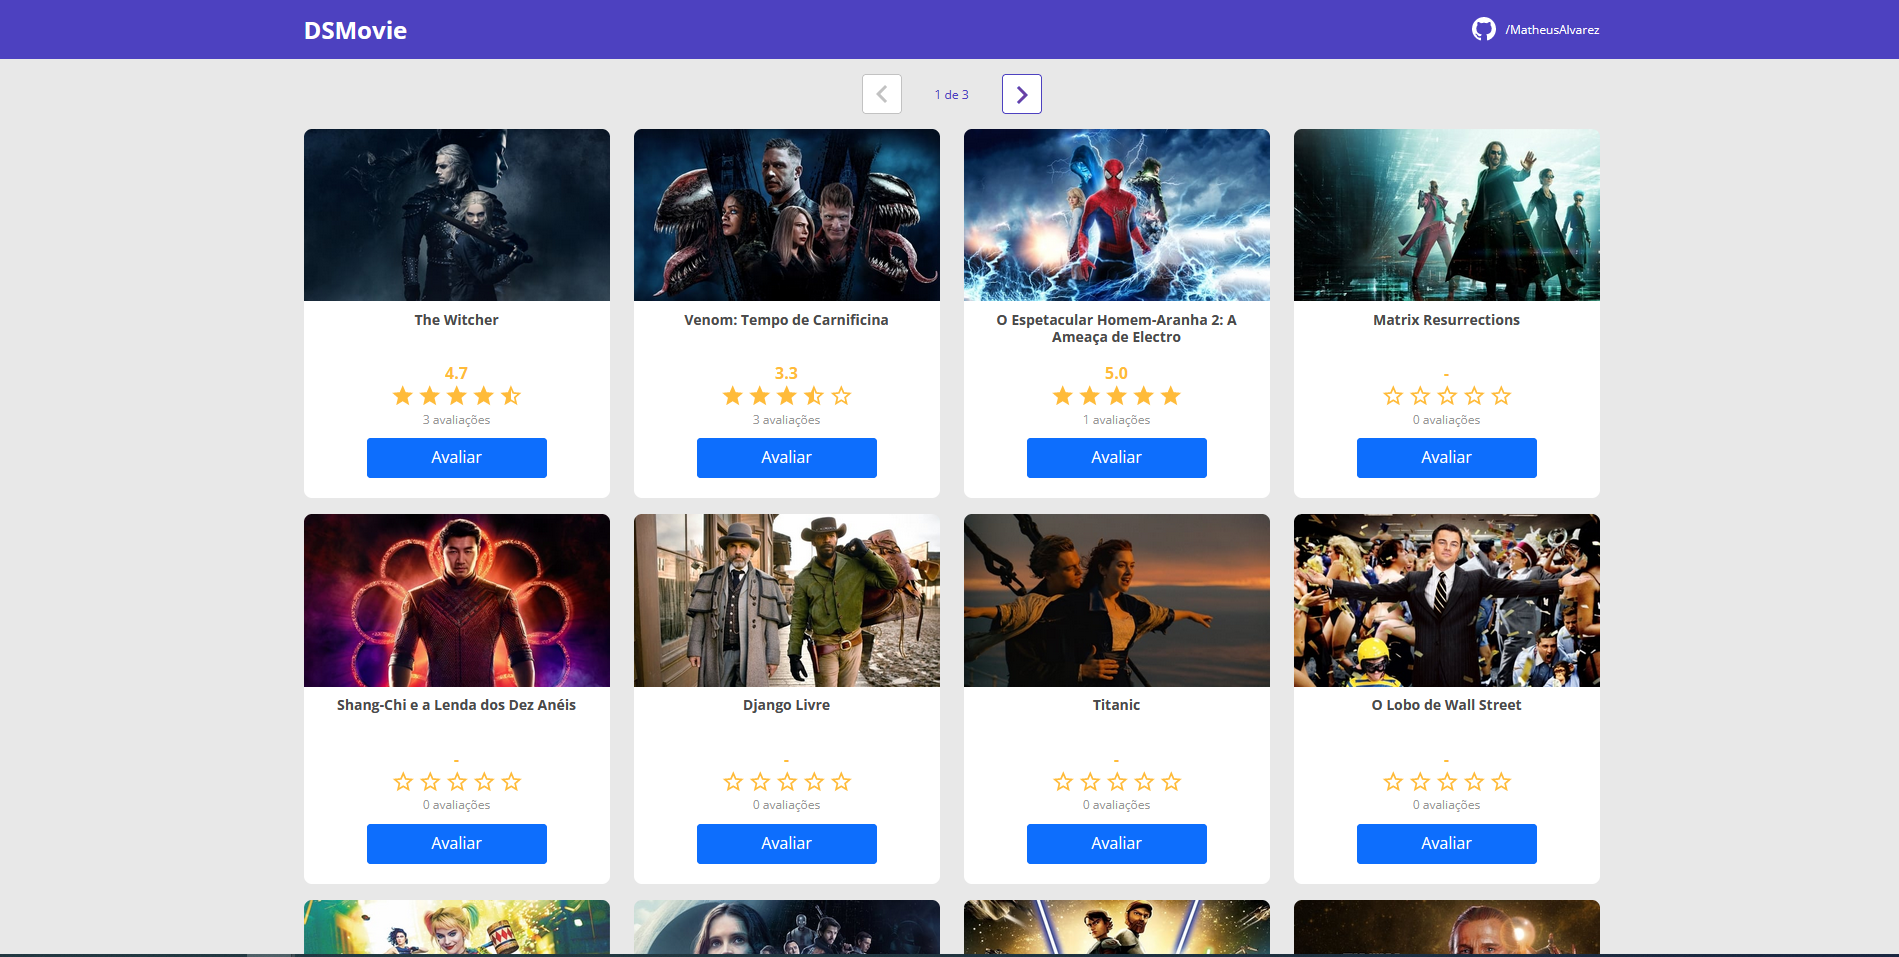 DSMovie
/MatheusAlvarez
1 de 3
The Witcher
4.7
3 avaliações
Avaliar
Venom: Tempo de Carnificina
3.3
3 avaliações
Avaliar
O Espetacular Homem-Aranha 2: A
Ameaça de Electro
5.0
1 avaliações
Avaliar
Matrix Resurrections
-
0 avaliações
Avaliar
Shang-Chi e a Lenda dos Dez Anéis
-
0 avaliações
Avaliar
Django Livre
-
0 avaliações
Avaliar
Titanic
-
0 avaliações
Avaliar
O Lobo de Wall Street
-
0 avaliações
Avaliar